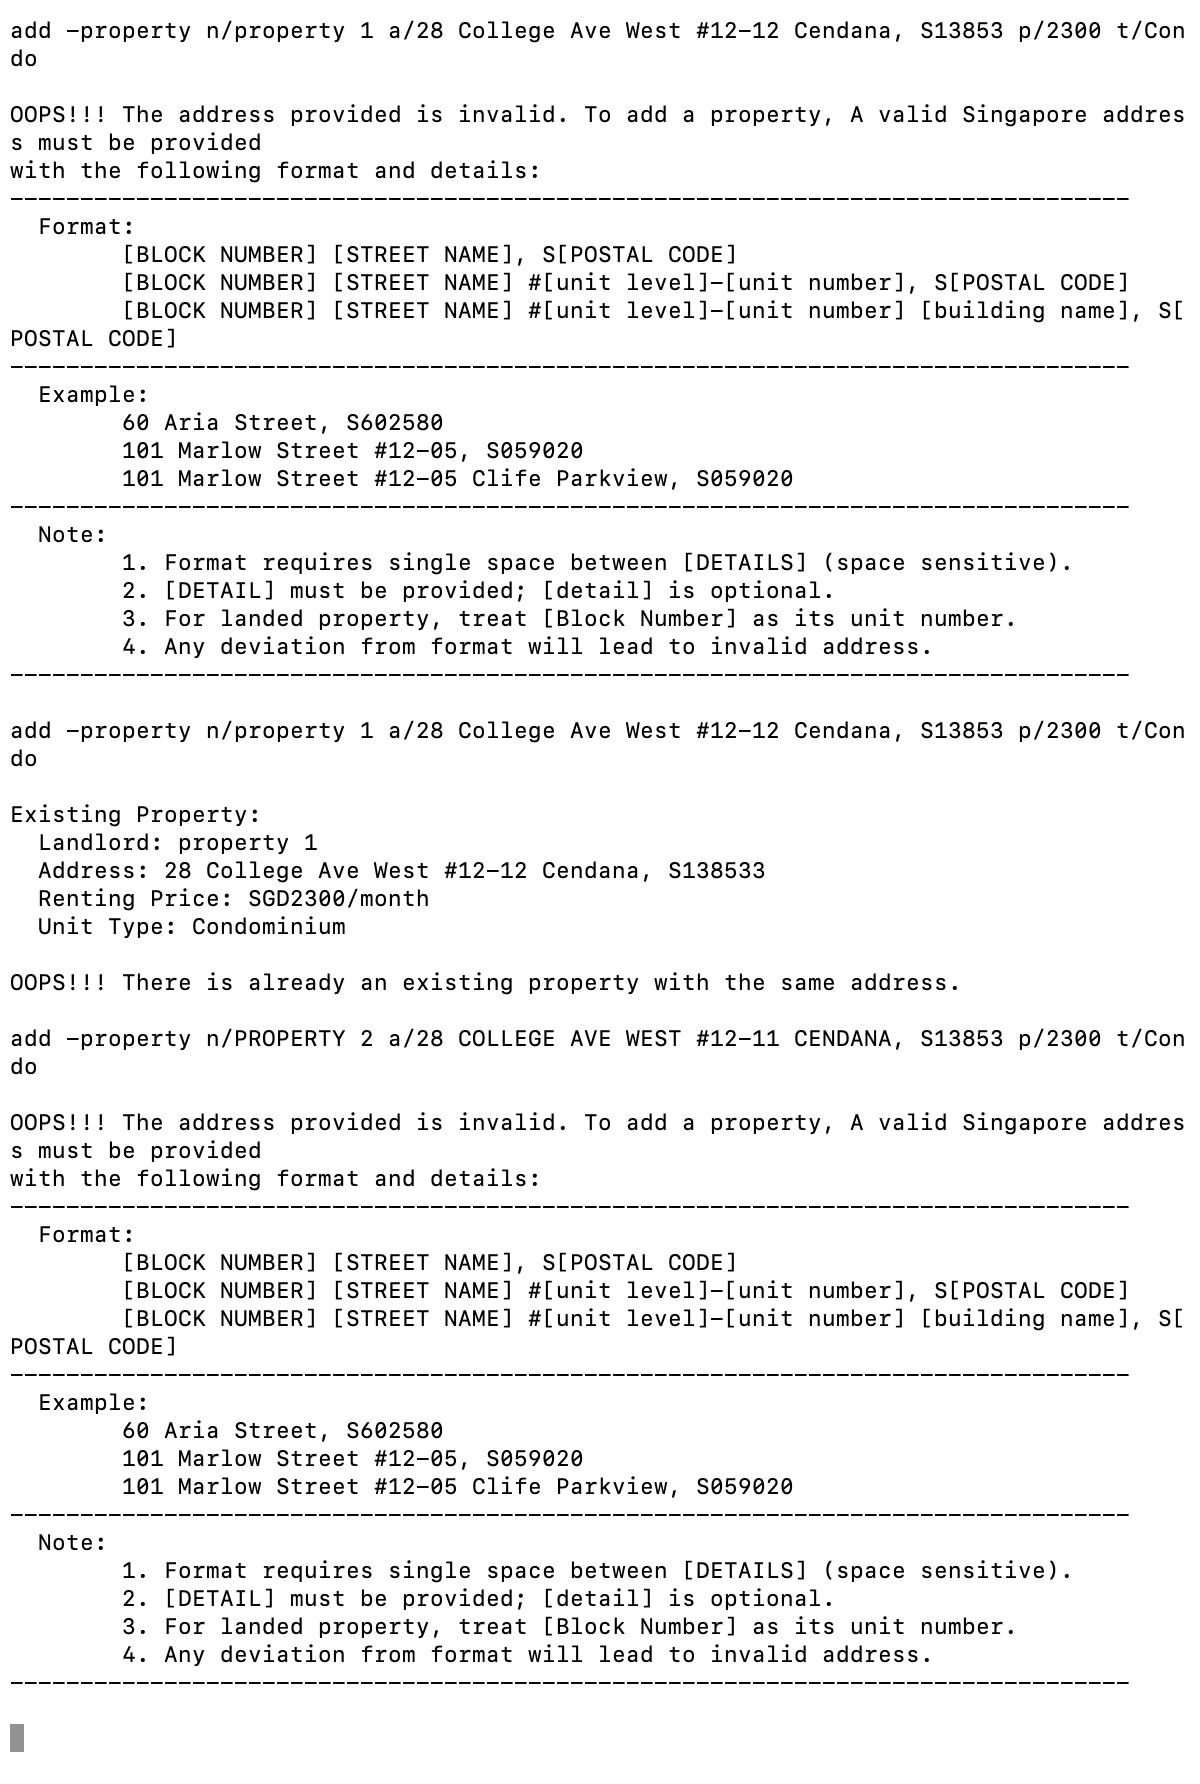 add -property n/property 1 a/28 College Ave West #12-12 Cendana, S13853 p/2300 t/Con
do
OOPS!!! The address provided is invalid. To add a property, A valid Singapore addres
s must be provided
with the following format and details:
--------------------------------------------------------------------------------
  Format:
        [BLOCK NUMBER] [STREET NAME], S[POSTAL CODE]
        [BLOCK NUMBER] [STREET NAME] #[unit level]-[unit number], S[POSTAL CODE]
        [BLOCK NUMBER] [STREET NAME] #[unit level]-[unit number] [building name], S[
POSTAL CODE]
--------------------------------------------------------------------------------
  Example:
        60 Aria Street, S602580
        101 Marlow Street #12-05, S059020
        101 Marlow Street #12-05 Clife Parkview, S059020
--------------------------------------------------------------------------------
  Note:
        1. Format requires single space between [DETAILS] (space sensitive).
        2. [DETAIL] must be provided; [detail] is optional.
        3. For landed property, treat [Block Number] as its unit number.
        4. Any deviation from format will lead to invalid address.
--------------------------------------------------------------------------------
add -property n/property 1 a/28 College Ave West #12-12 Cendana, S13853 p/2300 t/Con
do
Existing Property:
  Landlord: property 1
  Address: 28 College Ave West #12-12 Cendana, S138533
  Renting Price: SGD2300/month
  Unit Type: Condominium
OOPS!!! There is already an existing property with the same address.
add -property n/PROPERTY 2 a/28 COLLEGE AVE WEST #12-11 CENDANA, S13853 p/2300 t/Con
do
OOPS!!! The address provided is invalid. To add a property, A valid Singapore addres
s must be provided
with the following format and details:
--------------------------------------------------------------------------------
  Format:
        [BLOCK NUMBER] [STREET NAME], S[POSTAL CODE]
        [BLOCK NUMBER] [STREET NAME] #[unit level]-[unit number], S[POSTAL CODE]
        [BLOCK NUMBER] [STREET NAME] #[unit level]-[unit number] [building name], S[
POSTAL CODE]
--------------------------------------------------------------------------------
  Example:
        60 Aria Street, S602580
        101 Marlow Street #12-05, S059020
        101 Marlow Street #12-05 Clife Parkview, S059020
--------------------------------------------------------------------------------
  Note:
        1. Format requires single space between [DETAILS] (space sensitive).
        2. [DETAIL] must be provided; [detail] is optional.
        3. For landed property, treat [Block Number] as its unit number.
        4. Any deviation from format will lead to invalid address.
--------------------------------------------------------------------------------